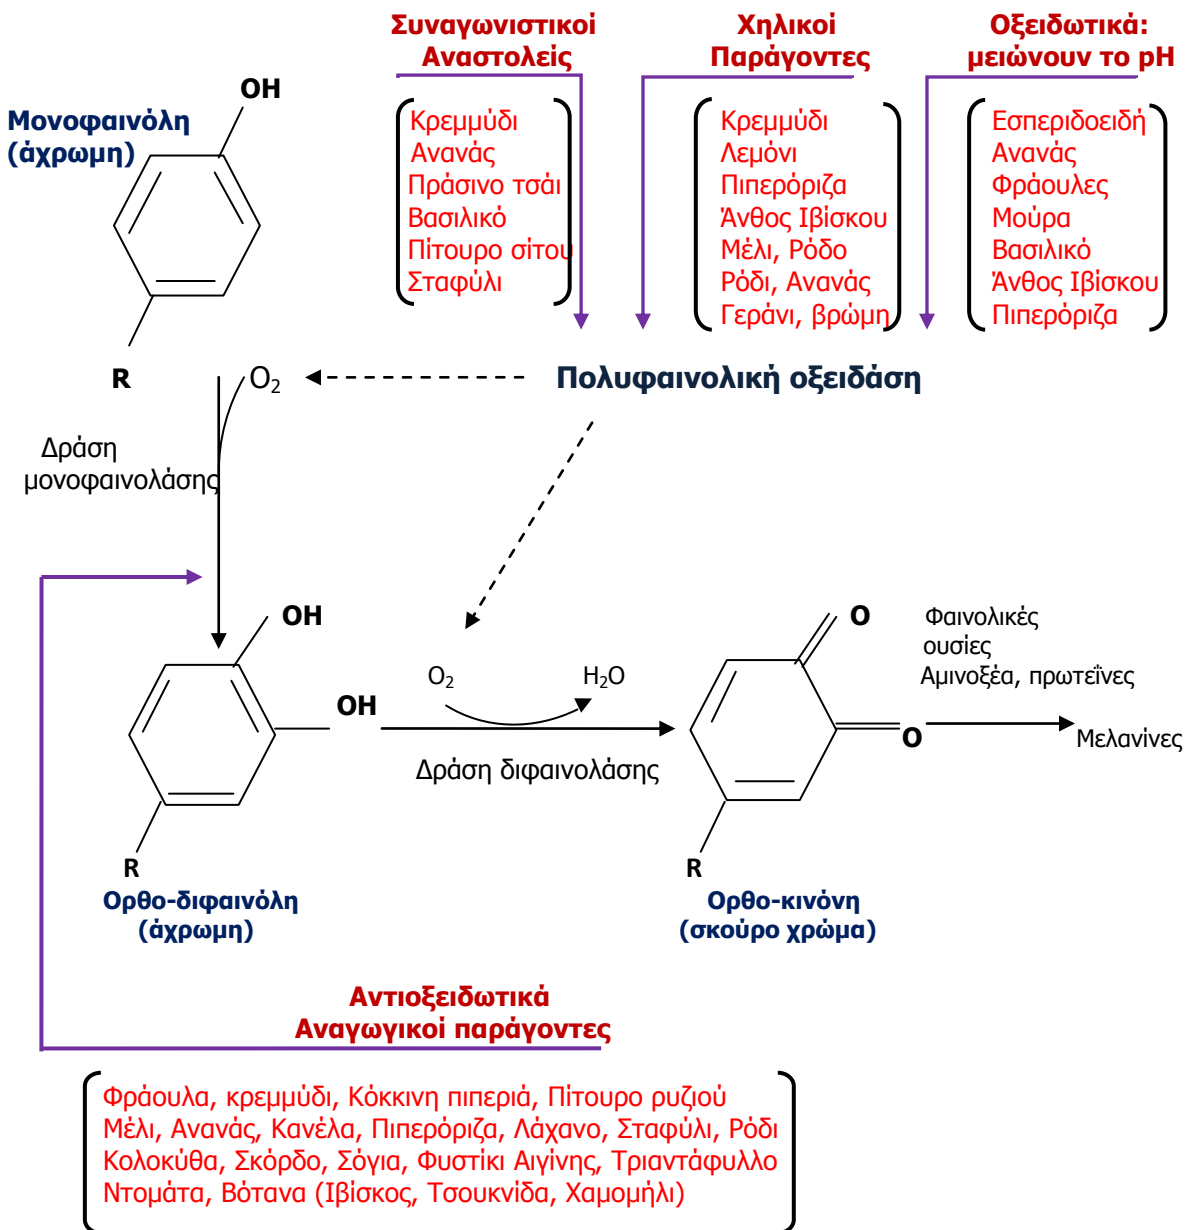 Συναγωνιστικοί
Αναστολείς
Χηλικοί
Παράγοντες
Οξειδωτικά:
μειώνουν το pH
OH
Μονοφαινόλη
(άχρωμη)
Κρεμμύδι
Ανανάς
Πράσινο τσάι
Βασιλικό
Πίτουρο σίτου
Σταφύλι
Κρεμμύδι
Λεμόνι
Πιπερόριζα
Άνθος Ιβίσκου
Μέλι, Ρόδο
Ρόδι, Ανανάς
Γεράνι, βρώμη
Εσπεριδοειδή
Ανανάς
Φράουλες
Μούρα
Βασιλικό
Άνθος Ιβίσκου
Πιπερόριζα
R
O2
Πολυφαινολική οξειδάση
Δράση
μονοφαινολάσης
OH
OH
O2
H2O
Δράση διφαινολάσης
O
O
Φαινολικές
ουσίες
Αμινοξέα, πρωτεΐνες
Μελανίνες
R
Ορθο-διφαινόλη
(άχρωμη)
R
Ορθο-κινόνη
(σκούρο χρώμα)
Αντιοξειδωτικά
Αναγωγικοί παράγοντες
Φράουλα, κρεμμύδι, Κόκκινη πιπεριά, Πίτουρο ρυζιού
Μέλι, Ανανάς, Κανέλα, Πιπερόριζα, Λάχανο, Σταφύλι, Ρόδι
Κολοκύθα, Σκόρδο, Σόγια, Φυστίκι Αιγίνης, Τριαντάφυλλο
Ντομάτα, Βότανα (Ιβίσκος, Τσουκνίδα, Χαμομήλι)